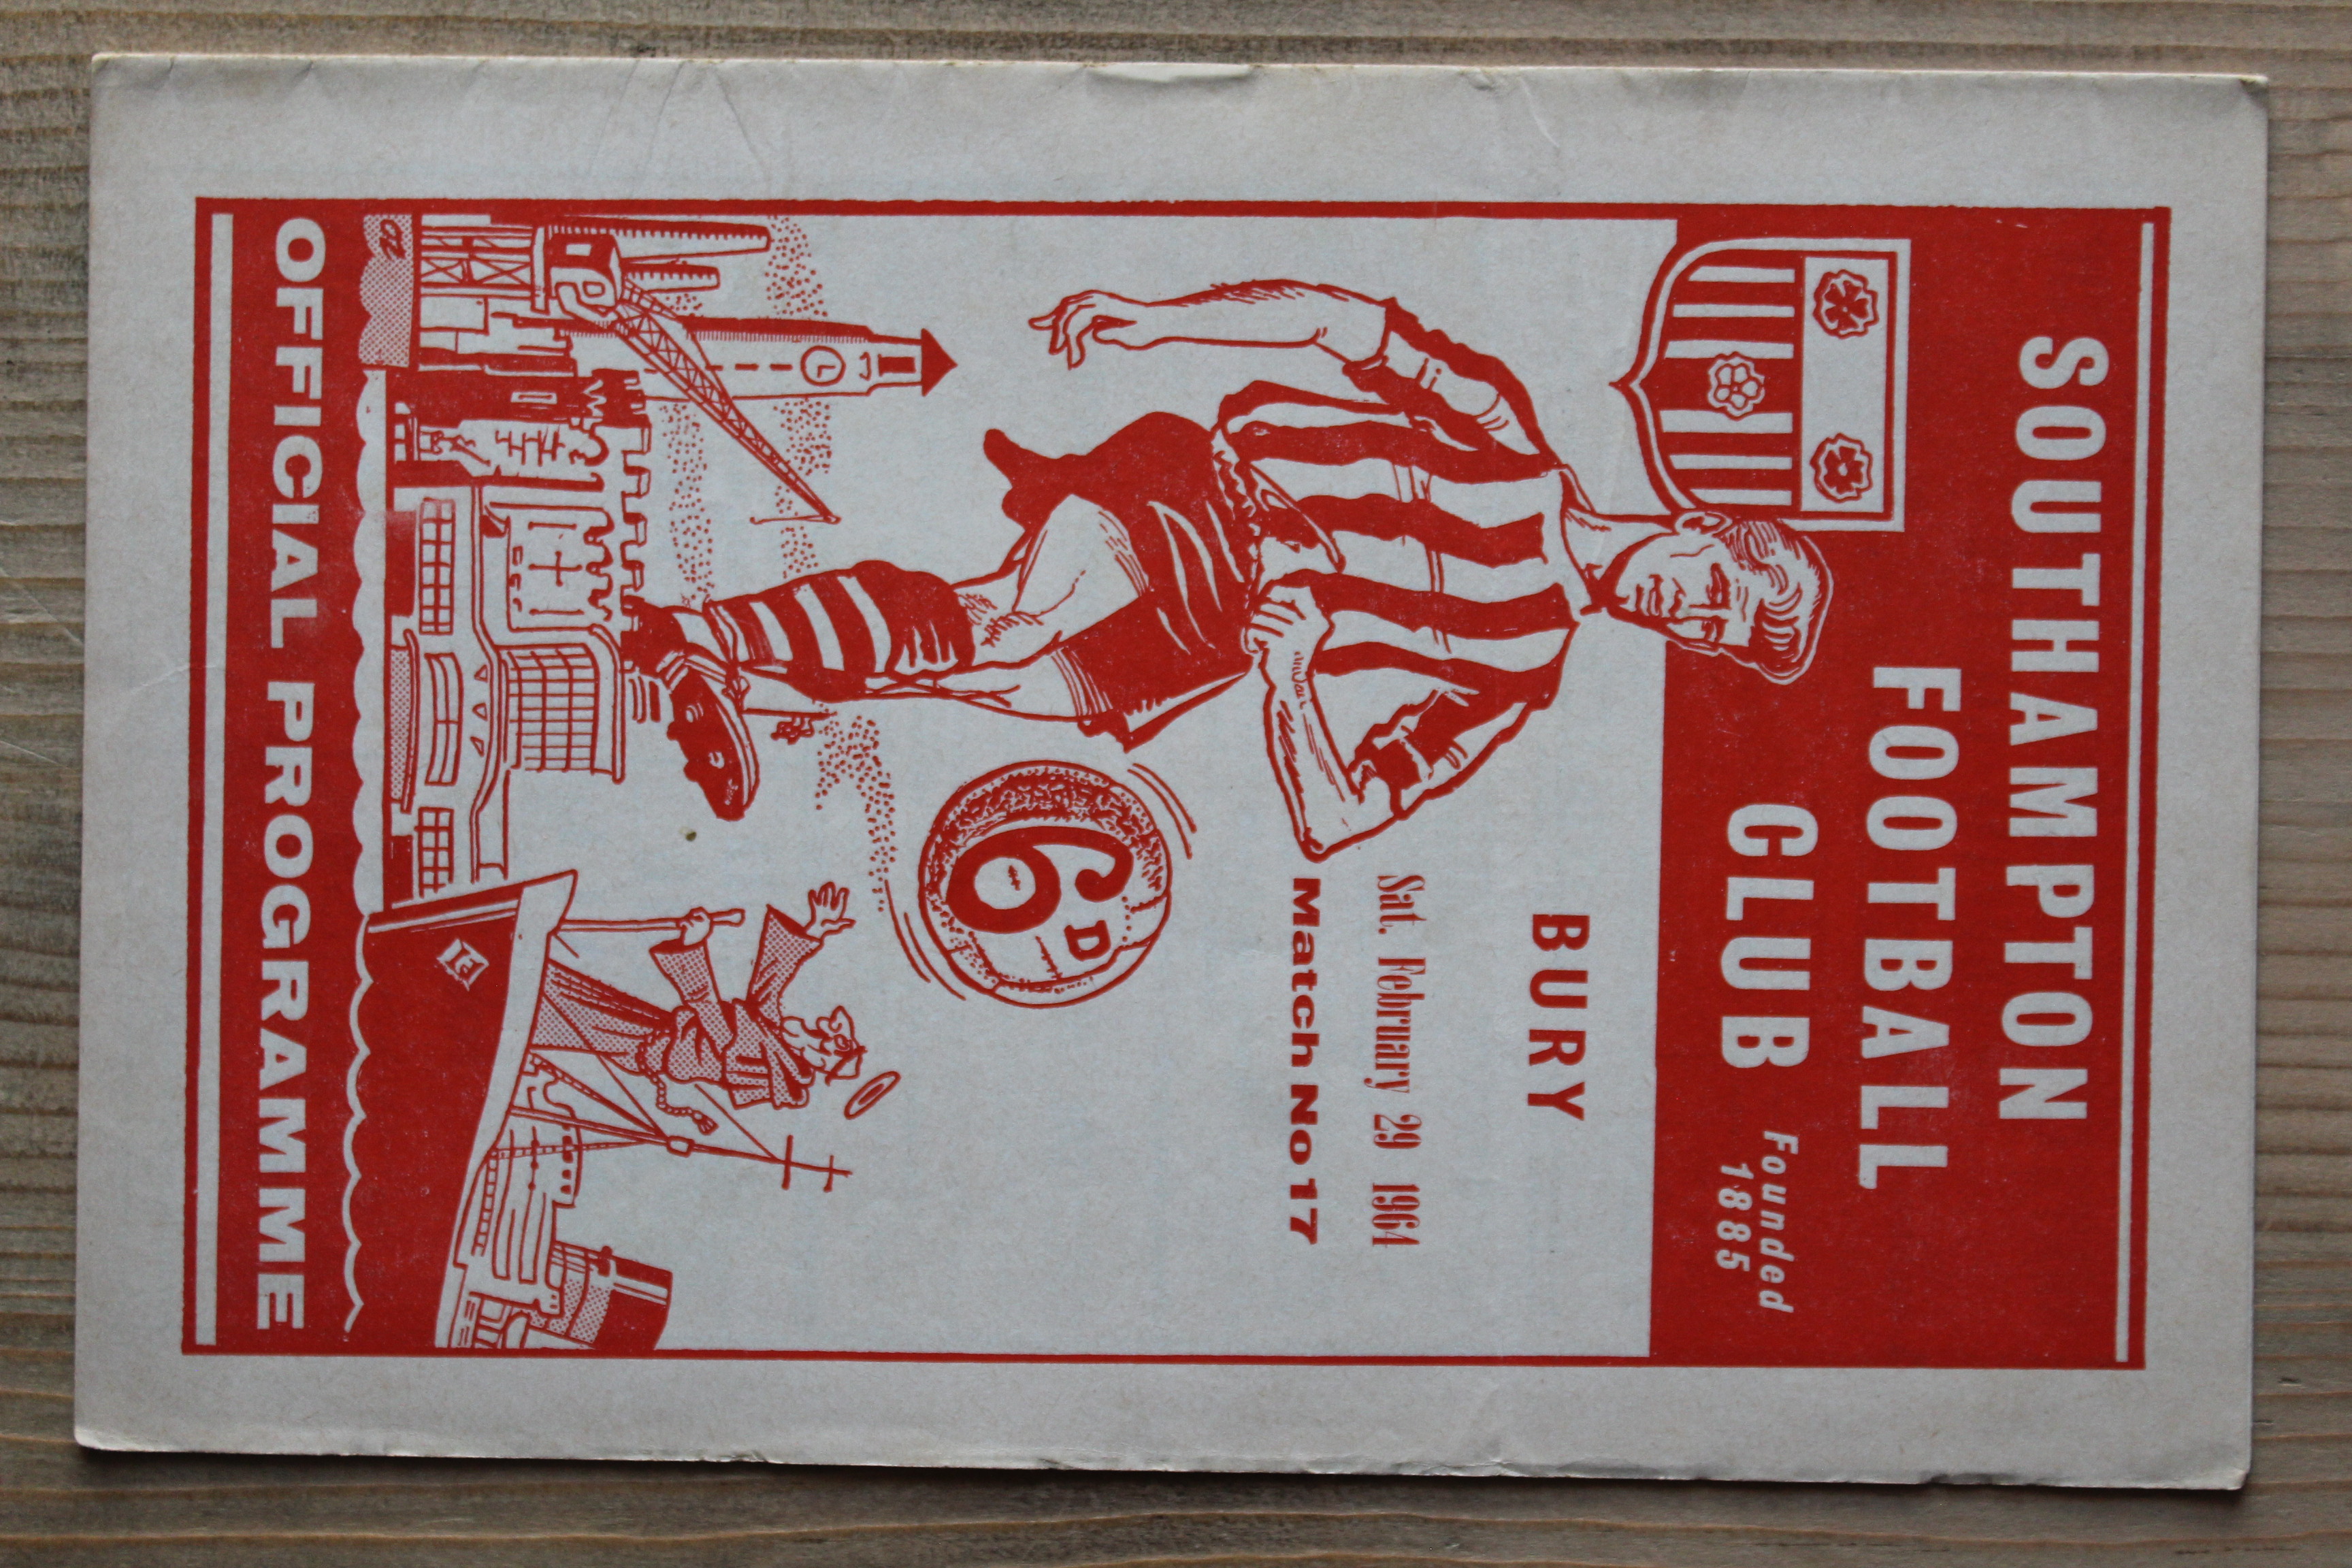 SOUTHAMPTON
FOOTBALL
CLUB
Founded
1885
BURY
Sat. February 29 1964
Match No 17
6D
OFFICIAL PROGRAMME